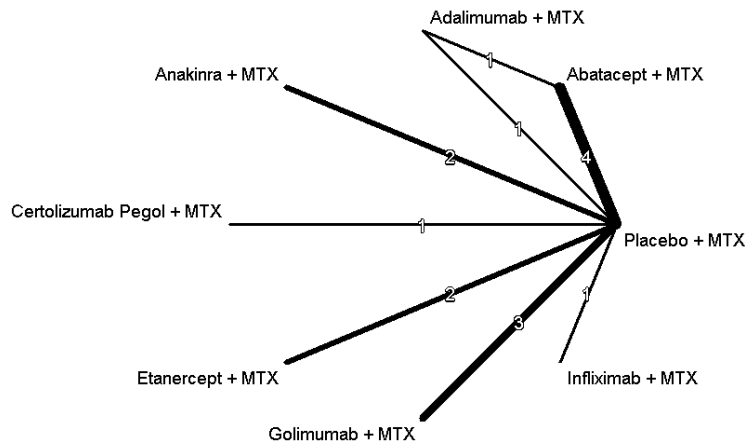 Adalimumab + MTX
1
Anakinra + MTX
Abatacept + MTX
1
2
4
Certolizumab Pegol + MTX
1
Placebo + MTX
2
1
3
Etanercept + MTX
Infliximab + MTX
Golimumab + MTX